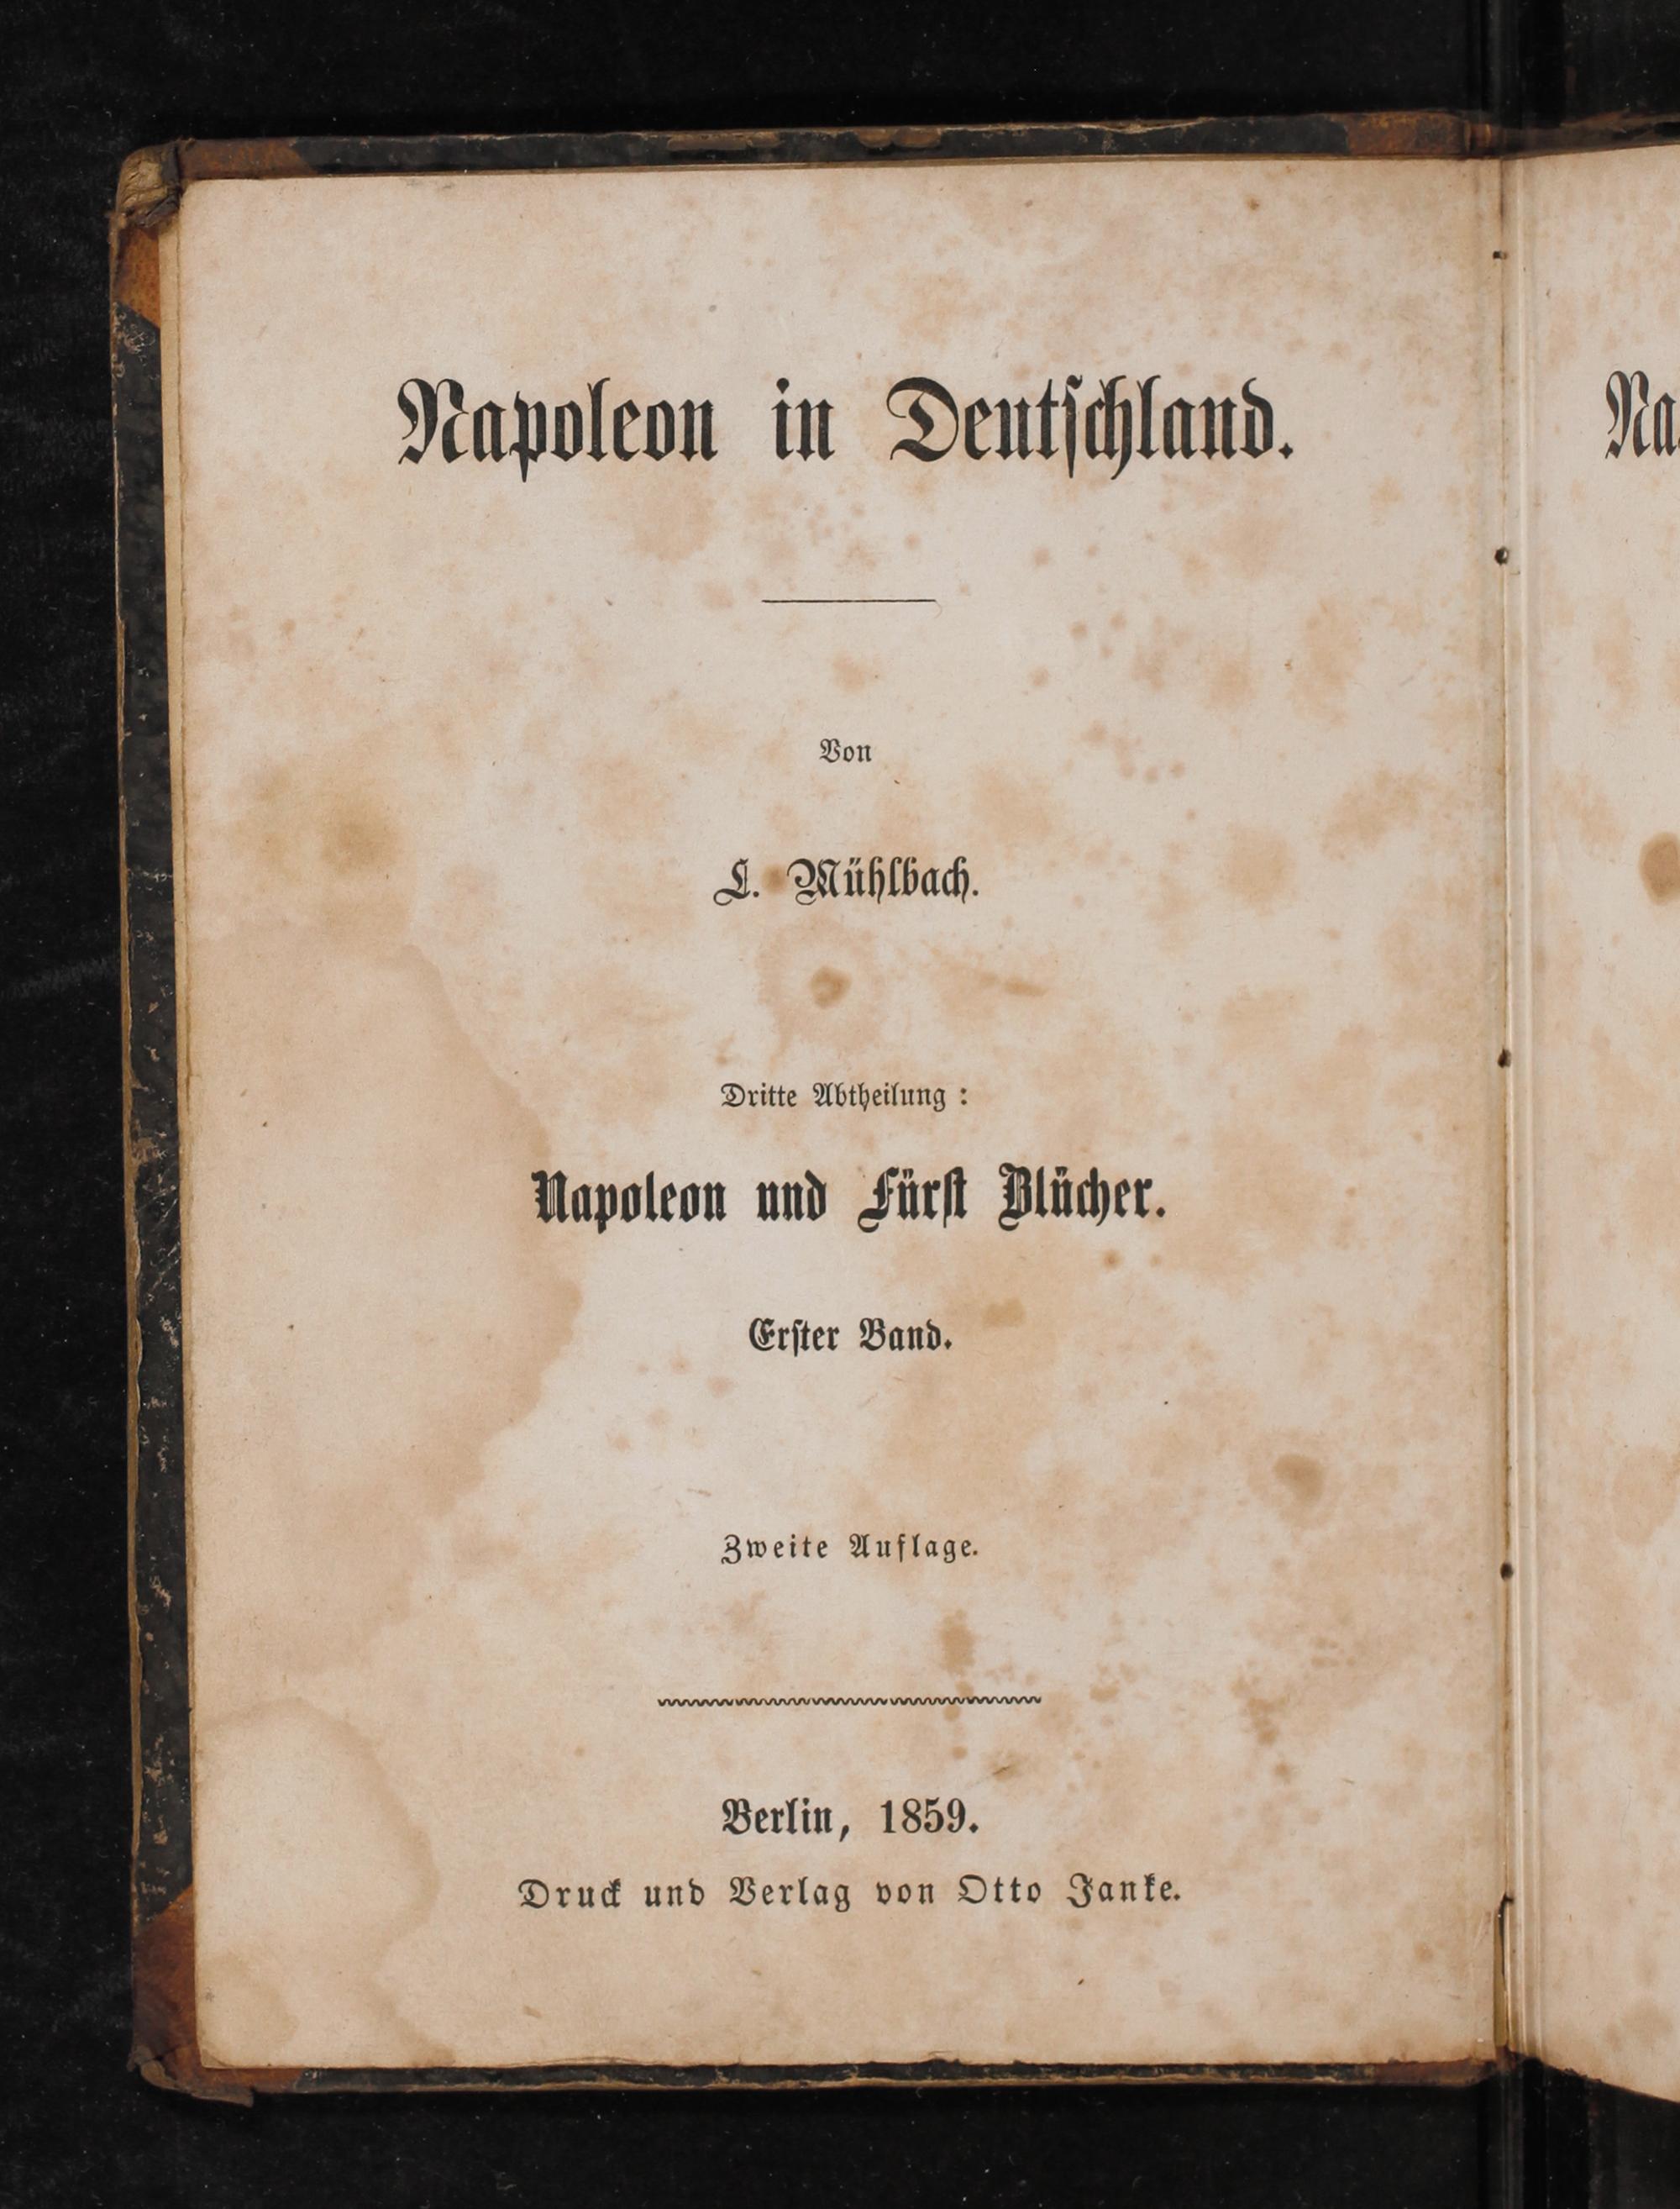 Napoleon in Deutschland.
Von
L. Mühlbach.
Dritte Abtheilung :
Napoleon und Fürst Blücher.
Erster Band.
Zweite Auflage.
Berlin, 1859.
Druck und Verlag von Otto Janke.
Na